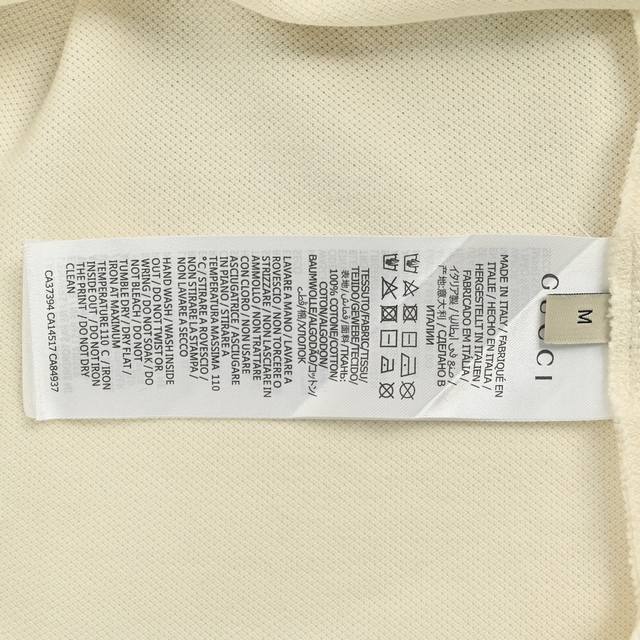 GUCCI
M
MADE IN ITALY/ FABRIQUÉ EN
ITALIE/ HECHO EN ITALIA/
HERGESTELLT IN ITALIEN/
FABRICADO EM ITÁLIA/
イタリア製/ صنع في إيطاليا/
产地:意大利 / СДЕЛАНО В
ИТАЛИИ
TESSUTO/FABRIC/TISSU/
TEJIDO/GEWEBE/TECIDO/
表地/قماش/面料/ТКАНЬ:
100% COTONE/COTTON/
COTON/ALGODÓN/
BAUMWOLLE/ALGODÃO/コットン/
قطن/棉/ХЛОПОК
LAVARE A MANO / LAVARE A
ROVESCIO / NON TORCERE O
STRIZZARE / NON LASCIARE IN
AMMOLLO / NON TRATTARE
CON CLORO / NON USARE
ASCIUGATRICE / ASCIUGARE
IN PIANO / STIRARE A
TEMPERATURA MASSIMA 110
°C / STIRARE A ROVESCIO /
NON STIRARE LA STAMPA /
NON LAVARE A SECCO
HAND WASH / WASH INSIDE
OUT / DO NOT TWIST OR
WRING / DO NOT SOAK / DO
NOT BLEACH / DO NOT
TUMBLE DRY / DRY FLAT /
IRON AT MAXIMUM
TEMPERATURE 110 C. / IRON
INSIDE OUT / DO NOT IRON
THE PRINT / DO NOT DRY
CLEAN
CA37394 CA14517 CA84937